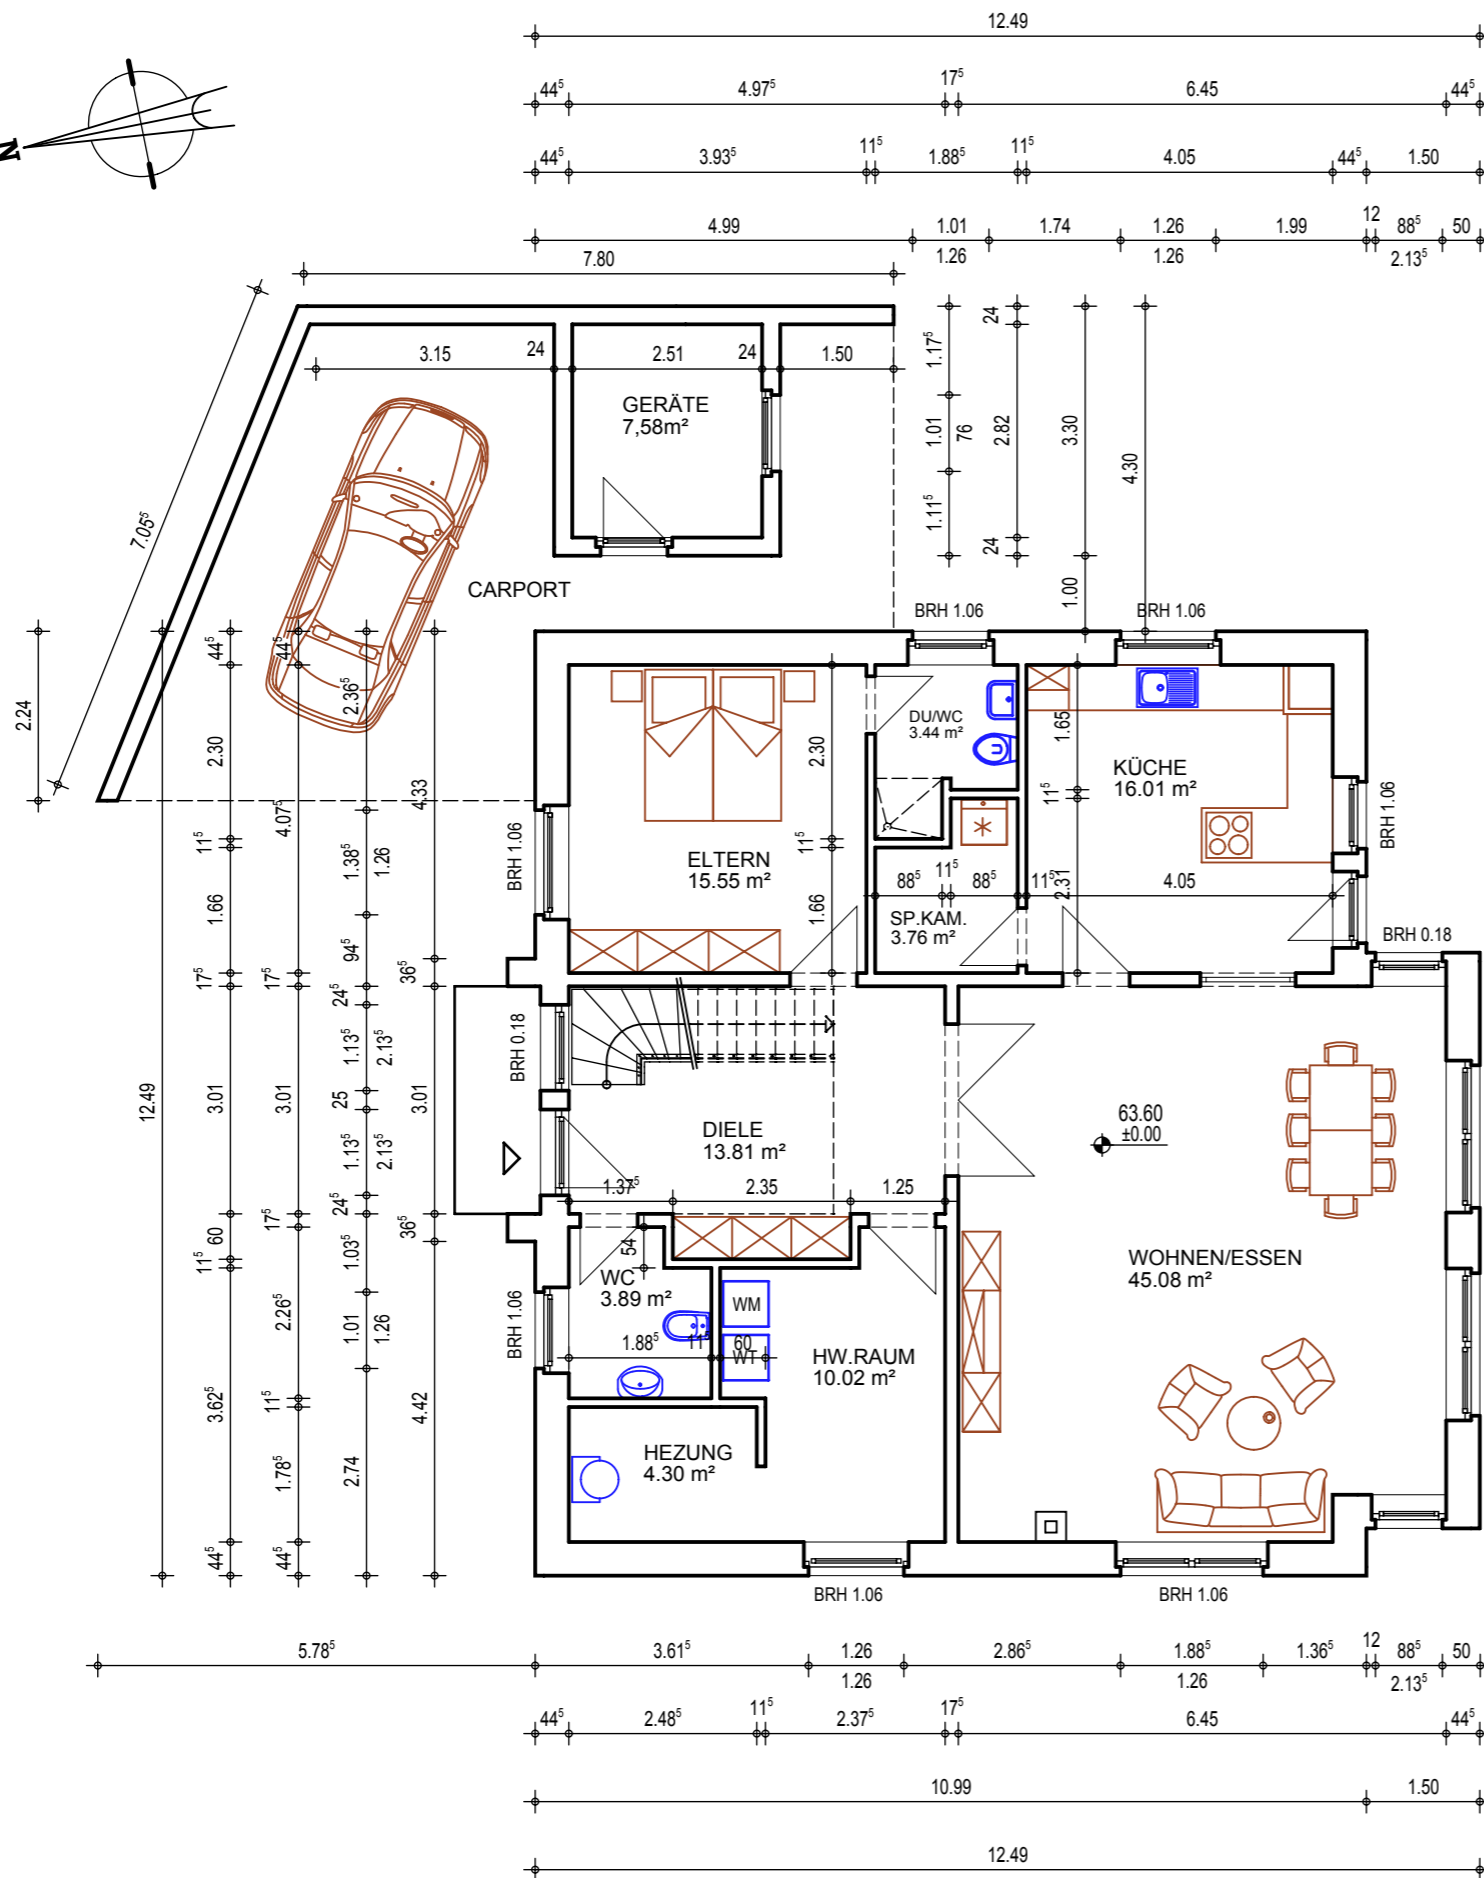 12.49
44⁵ 4.97⁵ 17⁵ 6.45 44⁵
44⁵ 3.93⁵ 11⁵ 1.88⁵ 11⁵ 4.05 44⁵ 1.50
4.99 1.01 1.74 1.26 1.99 12 88⁵ 50
1.26 1.26 2.13⁵
N
7.80
3.15 24 2.51 24 1.50
7.05⁵
GERÄTE
7,58m²
CARPORT
1.17⁵ 1.01 76 1.11⁵
24 2.82 24
3.30 1.00
4.30
2.24
12.49
44⁵ 2.30 11⁵ 1.66 17⁵ 3.01 60 11⁵ 3.62⁵ 44⁵
44⁵ 4.07⁵ 17⁵ 3.01 17⁵ 2.26⁵ 11⁵ 1.78⁵ 44⁵
2.36⁵ 1.38⁵ 1.26 94⁵ 24⁵ 1.13⁵ 2.13⁵ 25 1.13⁵ 2.13⁵ 24⁵ 1.03⁵ 1.01 1.26 2.74
4.33 36⁵ 3.01 36⁵ 4.42
BRH 1.06
BRH 1.06
BRH 1.06
BRH 1.06
BRH 0.18
BRH 0.18
BRH 1.06
2.30 11⁵ 1.66
DU/WC
3.44 m²
1.65 11⁵ 2.31
KÜCHE
16.01 m²
ELTERN
15.55 m²
88⁵ 11⁵ 88⁵ 11⁵ 4.05
SP.KAM.
3.76 m²
DIELE
13.81 m²
63.60
±0.00
1.37⁵ 2.35 1.25
54
WC
3.89 m²
WM
WT
1.88⁵ 11⁵ 60
WOHNEN/ESSEN
45.08 m²
HW.RAUM
10.02 m²
HEZUNG
4.30 m²
BRH 1.06 BRH 1.06
5.78⁵ 3.61⁵ 1.26 2.86⁵ 1.88⁵ 1.36⁵ 12 88⁵ 50
1.26 1.26 2.13⁵
44⁵ 2.48⁵ 11⁵ 2.37⁵ 17⁵ 6.45 44⁵
10.99 1.50
12.49